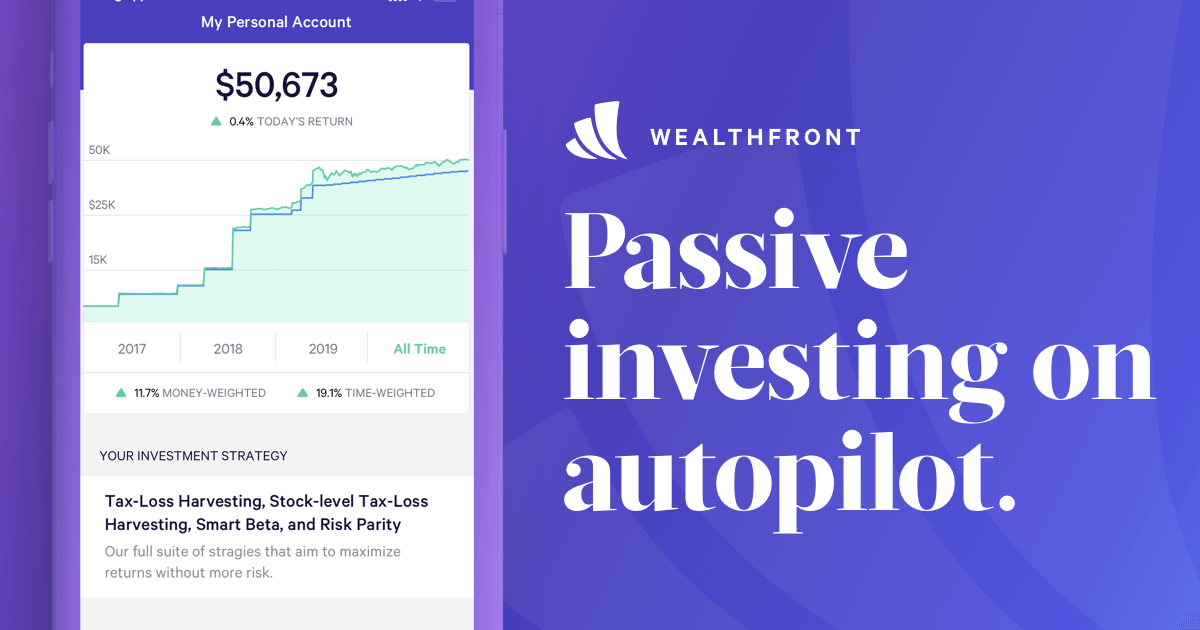 My Personal Account
$50,673
0.4% TODAY'S RETURN
50K
$25K
15K
2017 2018 2019 All Time
11.7% MONEY-WEIGHTED 19.1% TIME-WEIGHTED
YOUR INVESTMENT STRATEGY
Tax-Loss Harvesting, Stock-level Tax-Loss
Harvesting, Smart Beta, and Risk Parity
Our full suite of stragies that aim to maximize
returns without more risk.
WEALTHFRONT
Passive
investing on
autopilot.